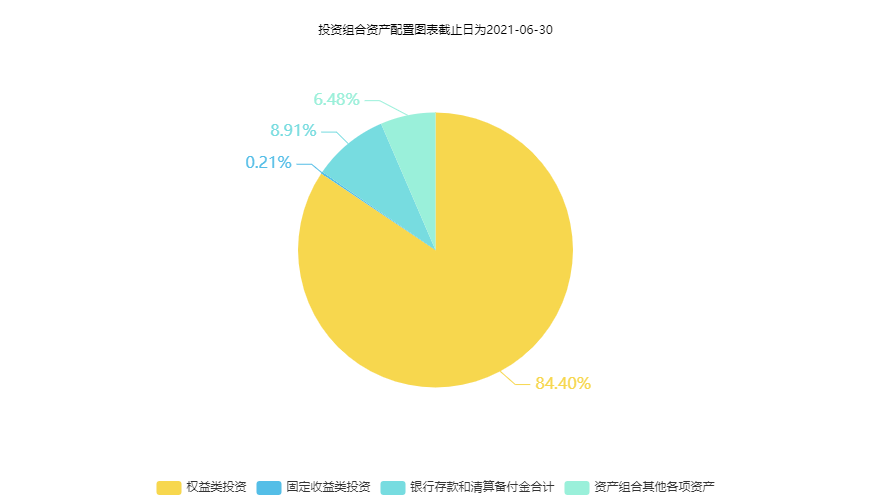 投资组合资产配置图表截止日为2021-06-30
6.48%
8.91%
0.21%
84.40%
权益类投资 固定收益类投资 银行存款和清算备付金合计 资产组合其他各项资产